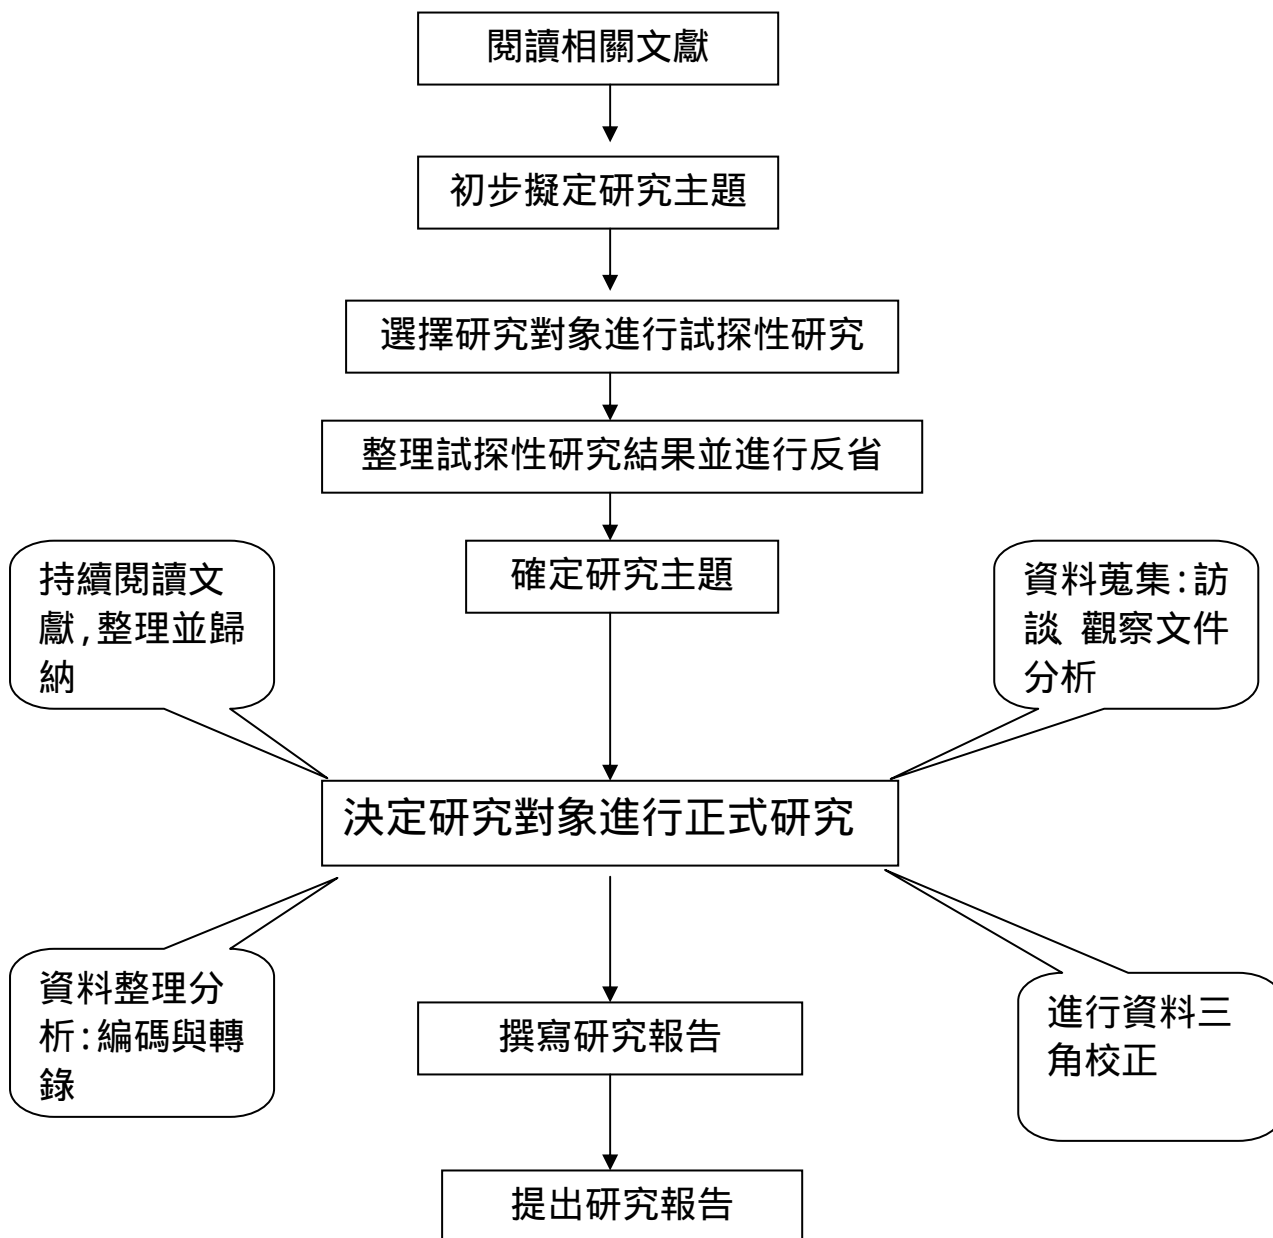 閱讀相關文獻
初步擬定研究主題
選擇研究對象進行試探性研究
整理試探性研究結果並進行反省
確定研究主題
持續閱讀文
獻,整理並歸
納
資料蒐集:訪
談 觀察文件
分析
決定研究對象進行正式研究
資料整理分
析:編碼與轉
錄
撰寫研究報告
進行資料三
角校正
提出研究報告